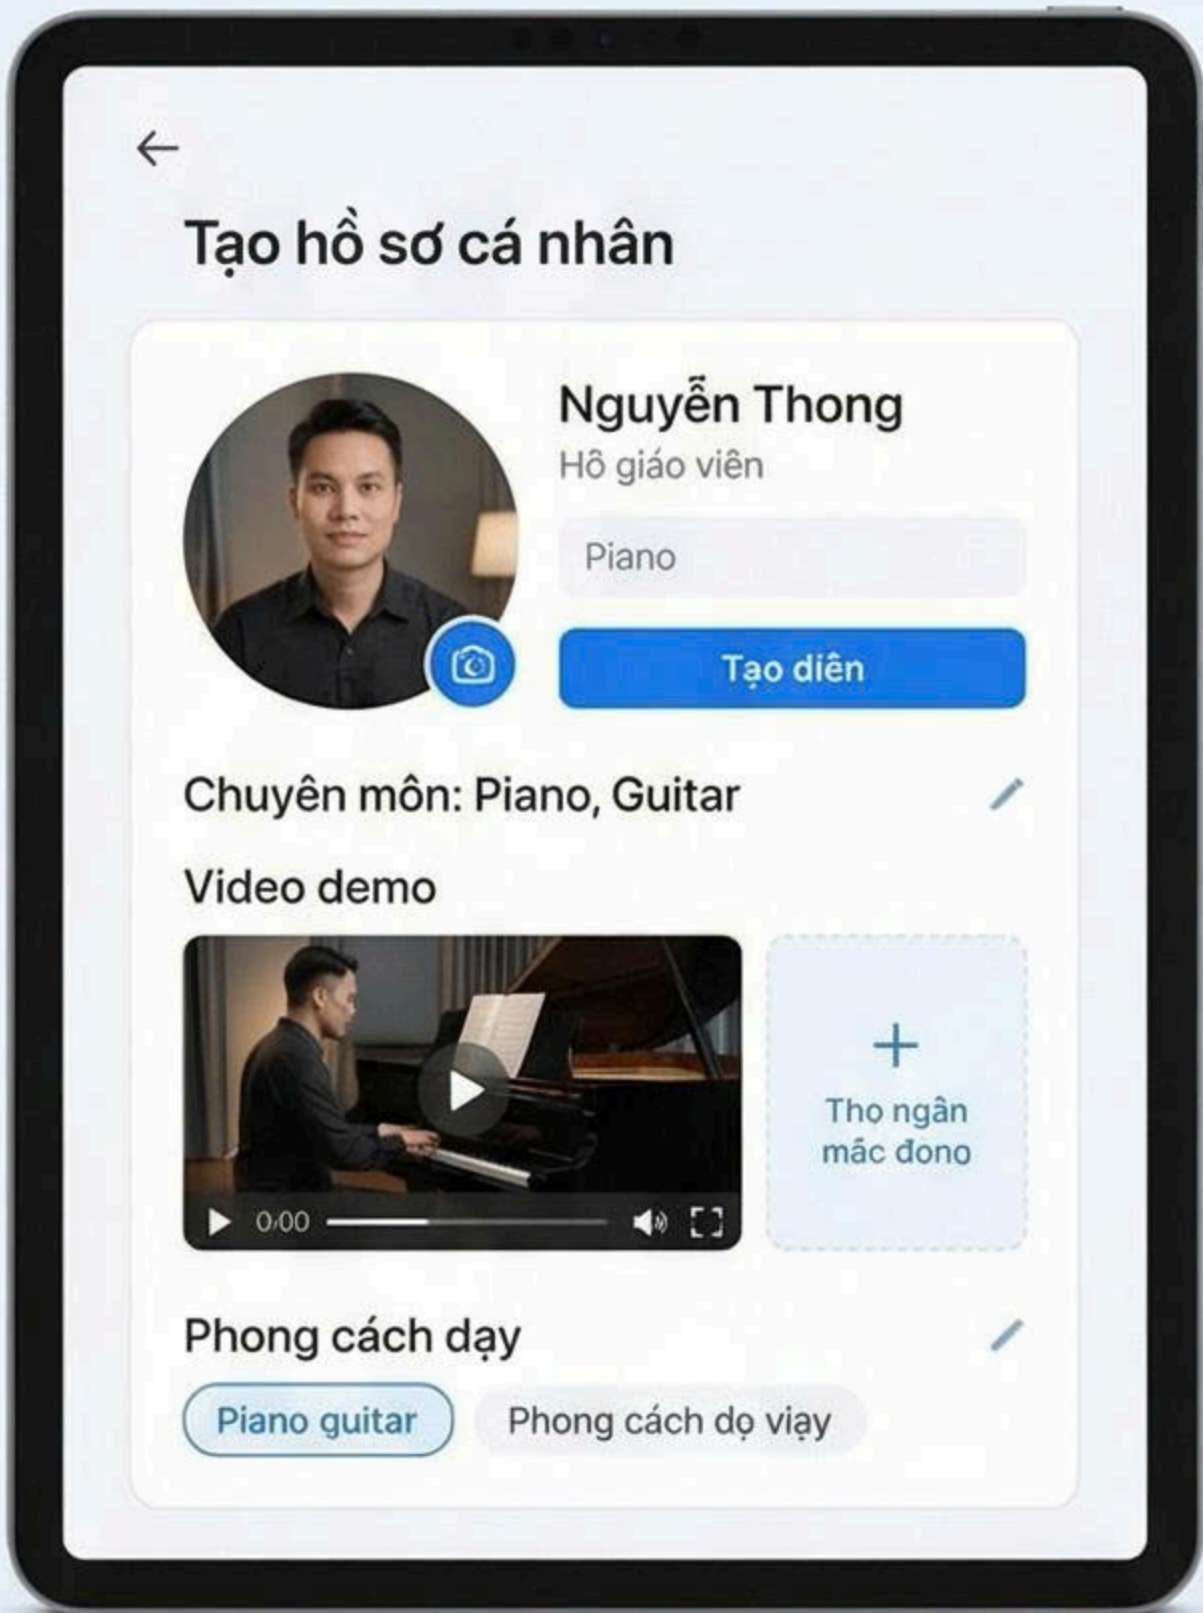 Tạo hồ sơ cá nhân
Nguyễn Thong
Hô giáo viên
Piano
Tạo diên
Chuyên môn: Piano, Guitar
Video demo
Tho ngân
mác đono
0:00
Phong cách dạy
Piano guitar
Phong cách dọ viạy